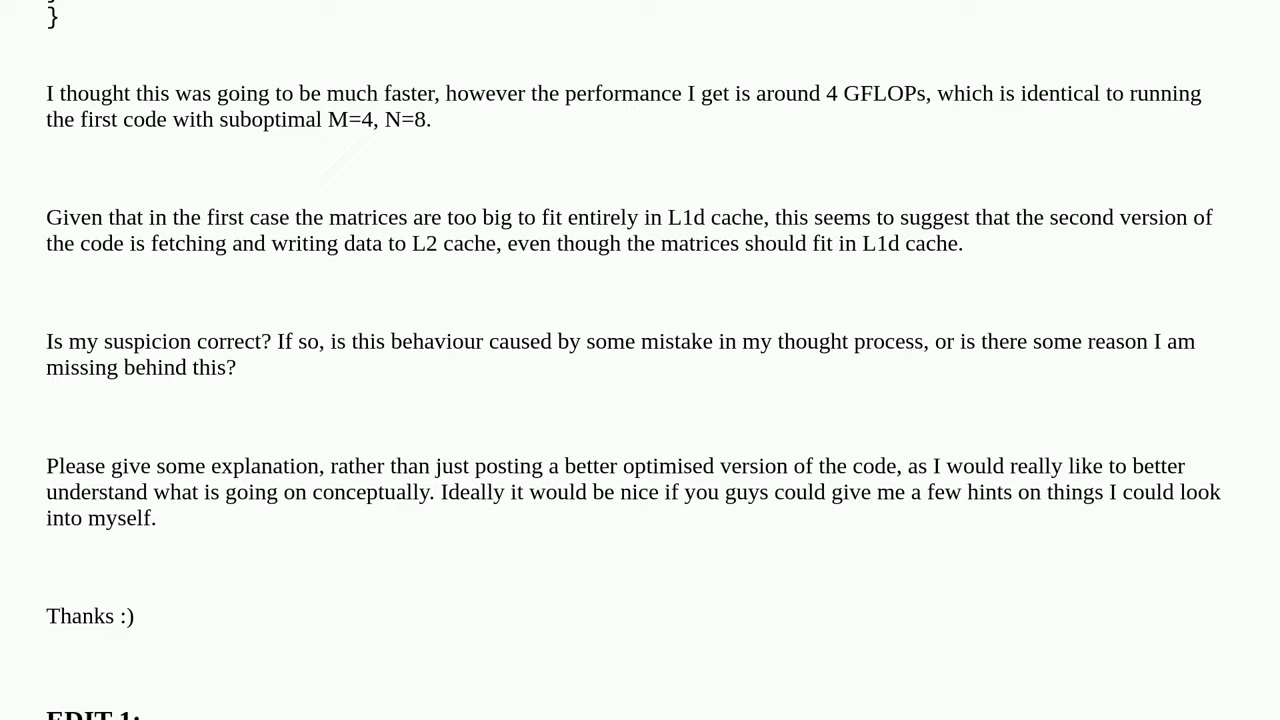 }
I thought this was going to be much faster, however the performance I get is around 4 GFLOPs, which is identical to running
the first code with suboptimal M=4, N=8.
Given that in the first case the matrices are too big to fit entirely in L1d cache, this seems to suggest that the second version of
the code is fetching and writing data to L2 cache, even though the matrices should fit in L1d cache.
Is my suspicion correct? If so, is this behaviour caused by some mistake in my thought process, or is there some reason I am
missing behind this?
Please give some explanation, rather than just posting a better optimised version of the code, as I would really like to better
understand what is going on conceptually. Ideally it would be nice if you guys could give me a few hints on things I could look
into myself.
Thanks :)
EDIT 1: